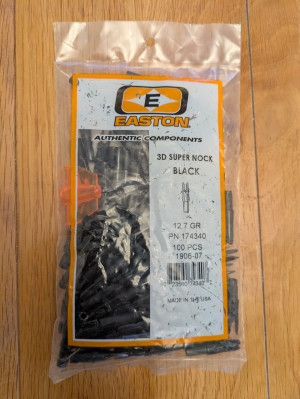 E
EASTON
AUTHENTIC COMPONENTS
3D SUPER NOCK
BLACK
12.7 GR
PN 174340
100 PCS
1906-07
MADE IN THE USA